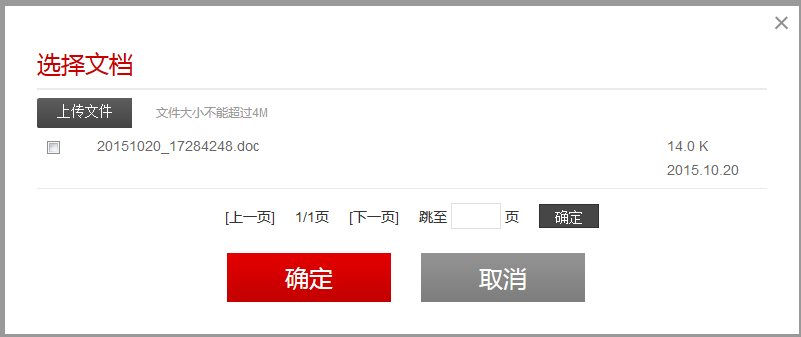 选择文档
上传文件 文件大小不能超过4M
20151020_17284248.doc 14.0 K
2015.10.20
[上一页] 1/1页 [下一页] 跳至 页 确定
确定 取消